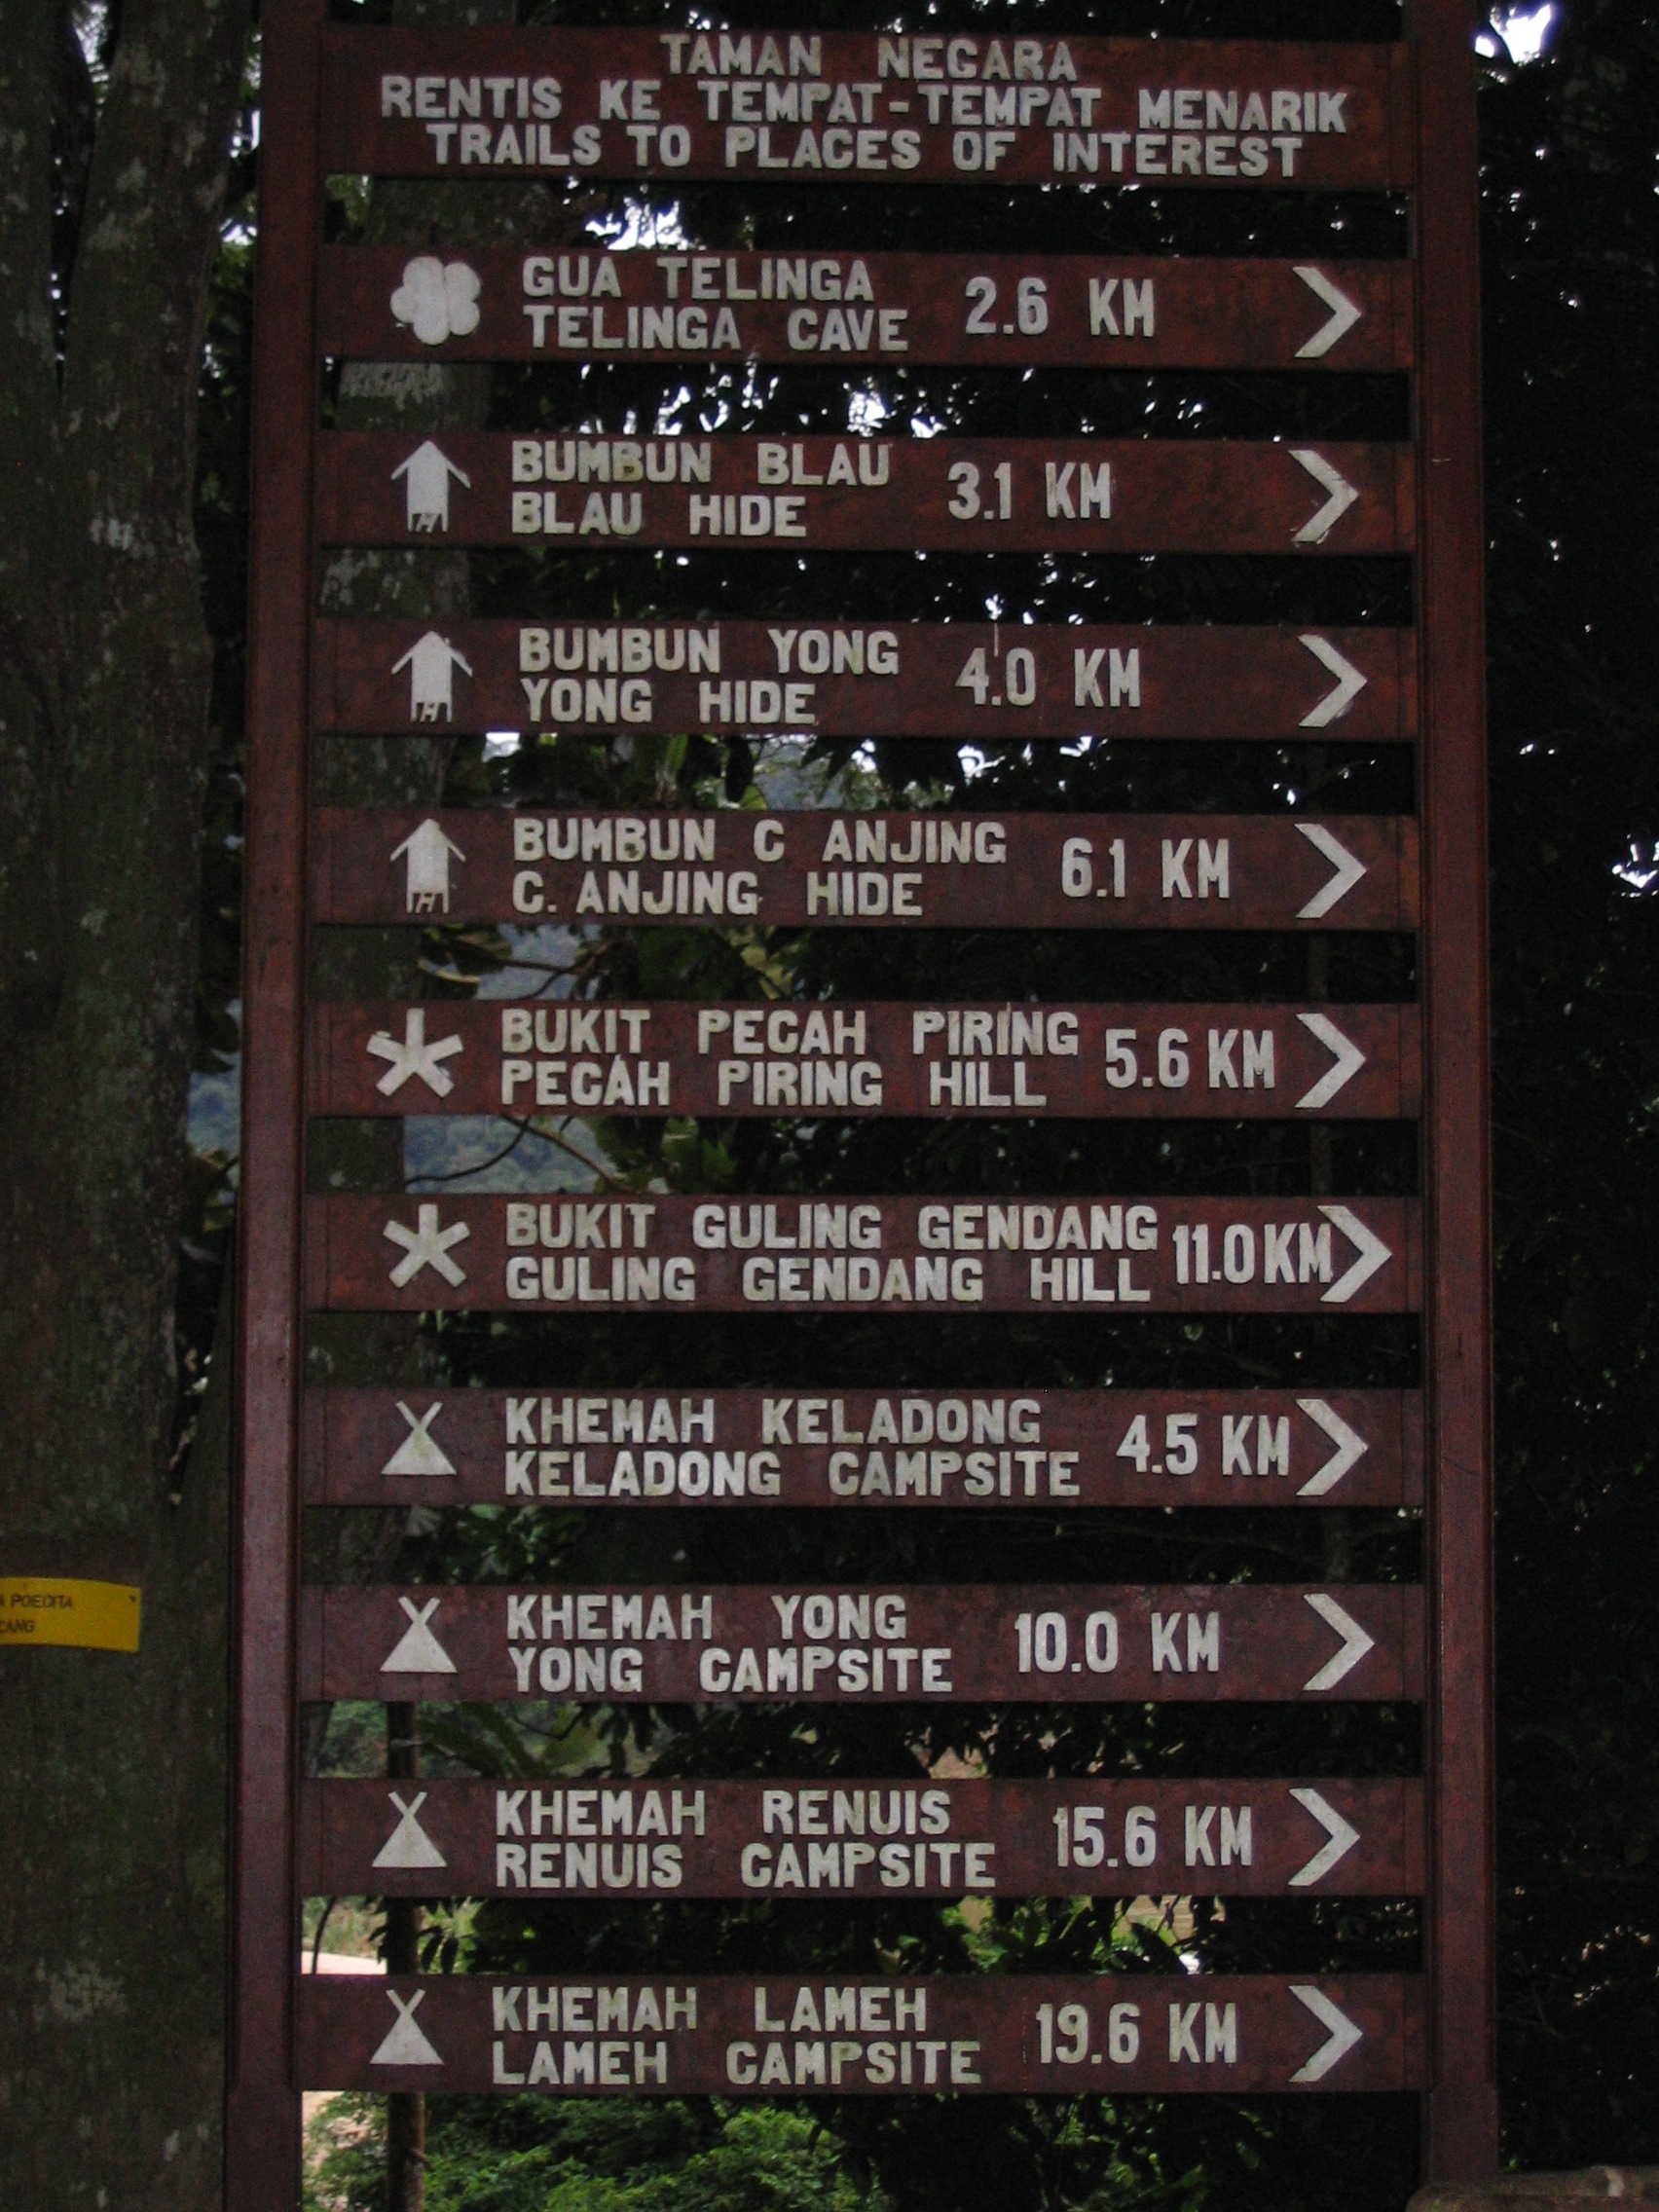 TAMAN NEGARA
RENTIS KE TEMPAT-TEMPAT MENARIK
TRAILS TO PLACES OF INTEREST
GUA TELINGA
TELINGA CAVE
2.6 KM
BUMBUN BLAU
BLAU HIDE
3.1 KM
BUMBUN YONG
YONG HIDE
4.0 KM
BUMBUN C ANJING
C. ANJING HIDE
6.1 KM
BUKIT PECAH PIRING
PECAH PIRING HILL
5.6 KM
BUKIT GULING GENDANG
GULING GENDANG HILL
11.0 KM
KHEMAH KELADONG
KELADONG CAMPSITE
4.5 KM
KHEMAH YONG
YONG CAMPSITE
10.0 KM
KHEMAH RENUIS
RENUIS CAMPSITE
15.6 KM
KHEMAH LAMEH
LAMEH CAMPSITE
19.6 KM